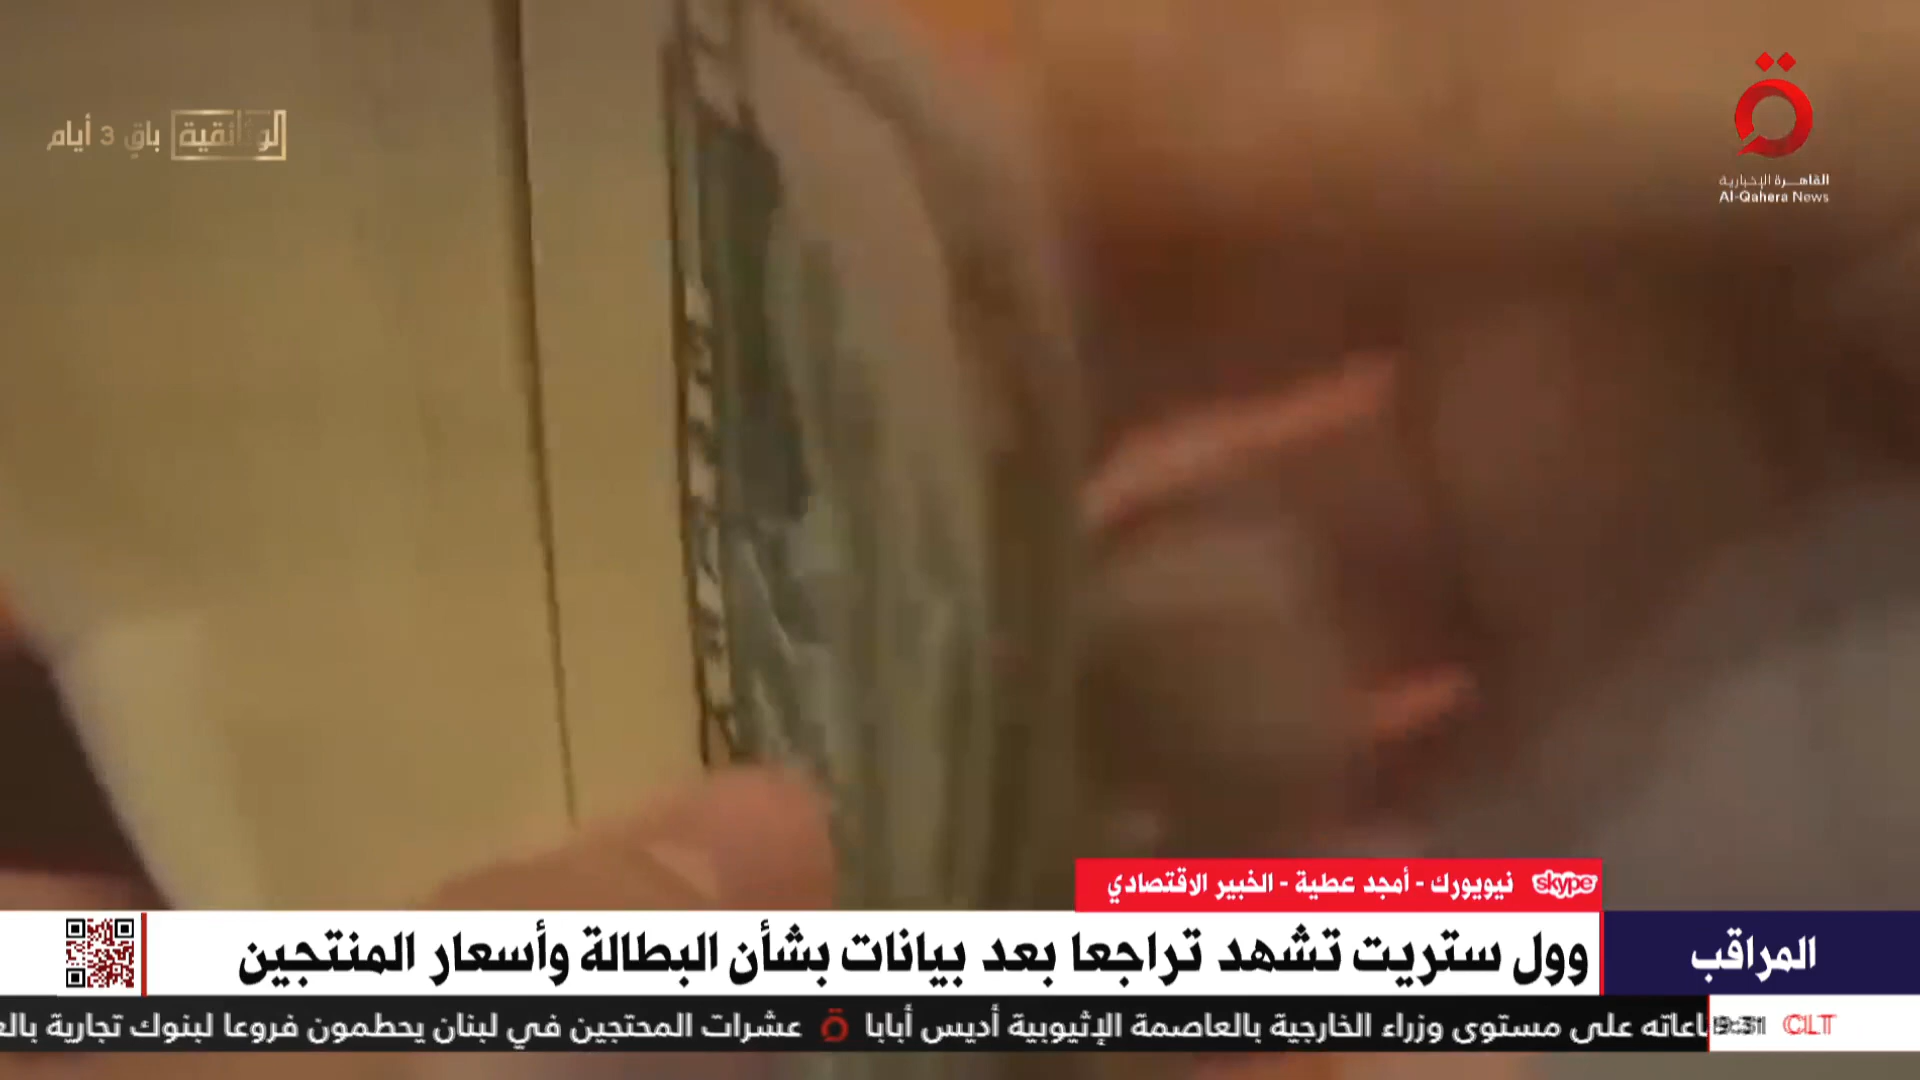 الوثائقية باقٍ 3 أيام
القاهرة الإخبارية
Al-Qahera News
skype نيويورك - أمجد عطية - الخبير الاقتصادي
المراقب
وول ستريت تشهد تراجعا بعد بيانات بشأن البطالة وأسعار المنتجين
CLT
على مستوى وزراء الخارجية بالعاصمة الإثيوبية أديس أبابا عشرات المحتجين في لبنان يحطمون فروعا لبنوك تجارية